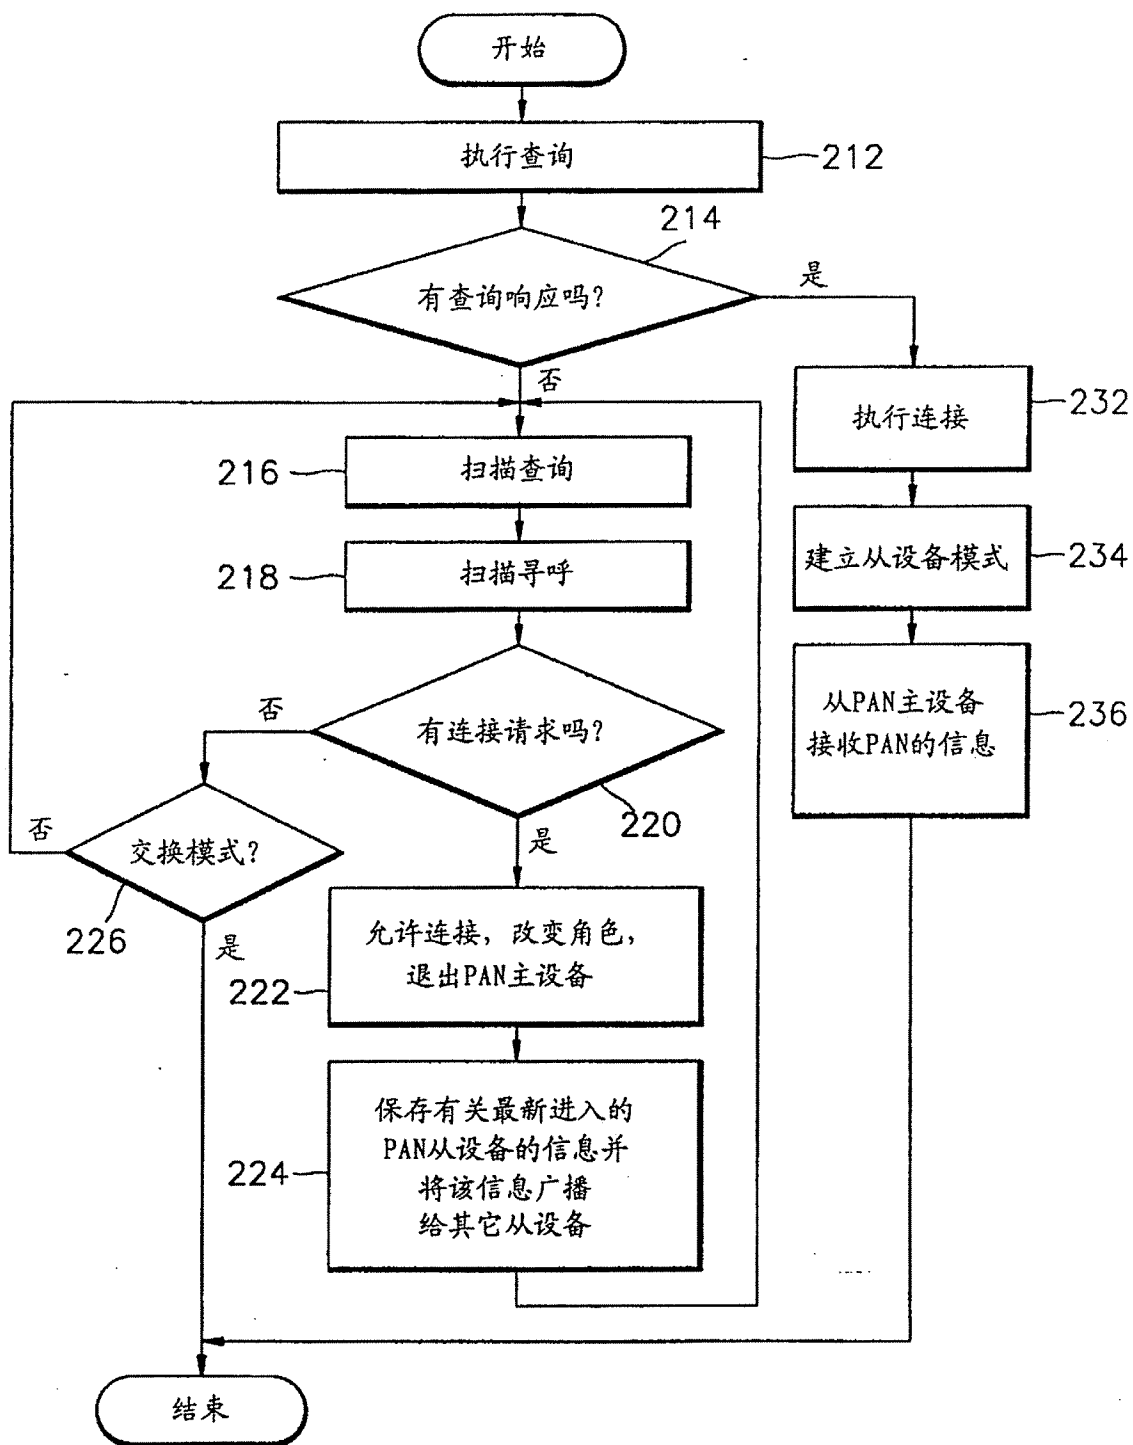 开始
执行查询
212
214
有查询响应吗?
是
否
执行连接
232
216
扫描查询
建立从设备模式
234
218
扫描寻呼
从PAN主设备
接收PAN的信息
236
否
有连接请求吗?
220
是
否
交换模式?
226
是
允许连接, 改变角色,
退出PAN主设备
222
保存有关最新进入的
PAN从设备的信息并
将该信息广播
给其它从设备
224
结束